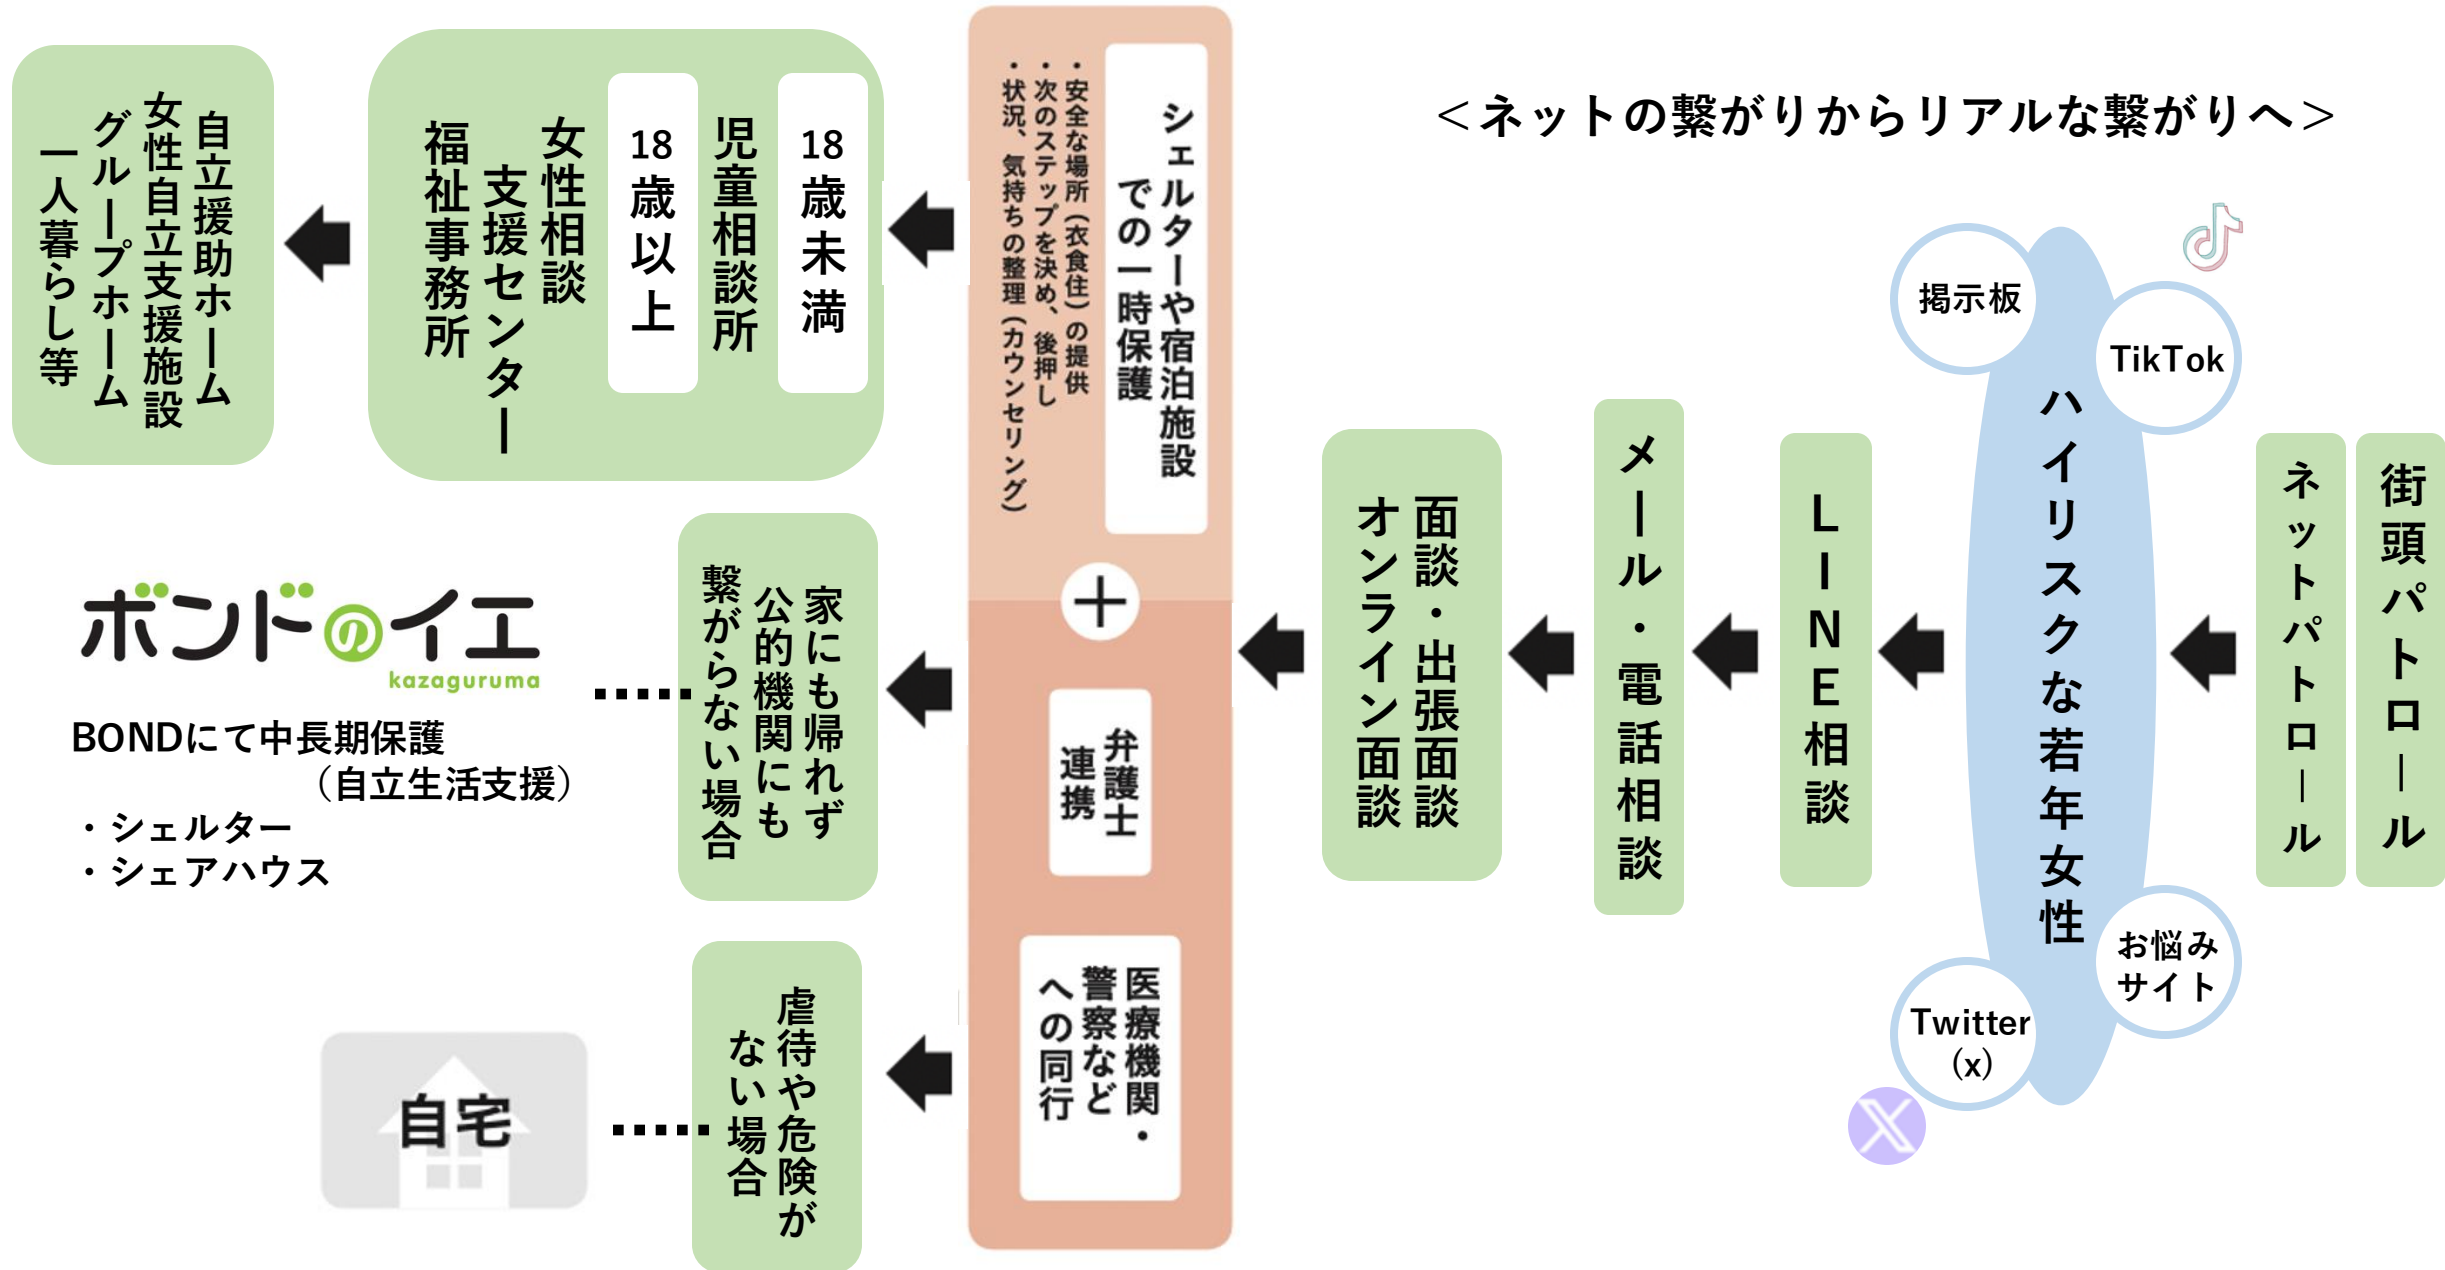 ＜ネットの繋がりからリアルな繋がりへ＞
街頭パトロール
ネットパトロール
ハイリスクな若年女性
掲示板
TikTok
お悩み
サイト
Twitter
(x)
LINE相談
メール・電話相談
面談・出張面談
オンライン面談
シェルターや宿泊施設
での一時保護
・安全な場所（衣食住）の提供
・次のステップを決め、後押し
・状況、気持ちの整理（カウンセリング）
＋
弁護士
連携
医療機関・
警察など
への同行
18歳未満
児童相談所
18歳以上
女性相談
支援センター
福祉事務所
自立援助ホーム
女性自立支援施設
グループホーム
一人暮らし等
家にも帰れず
公的機関にも
繋がらない場合
ボンドのイエ
kazaguruma
BONDにて中長期保護
（自立生活支援）
・シェルター
・シェアハウス
虐待や危険が
ない場合
自宅